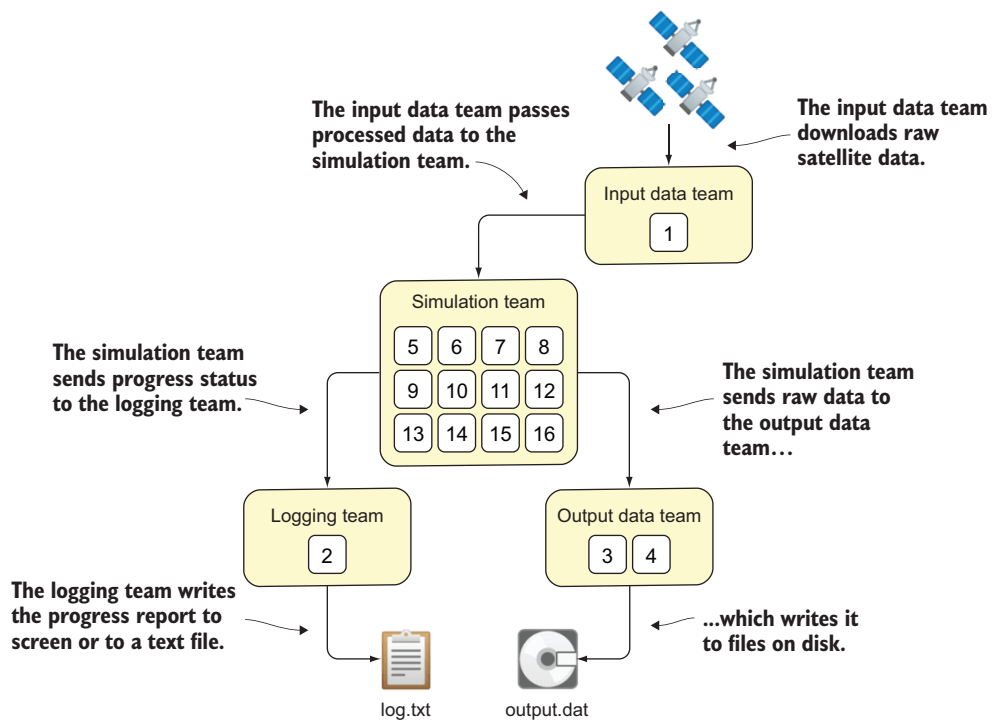 The input data team passes
processed data to the
simulation team.
The input data team
downloads raw
satellite data.
Input data team
1
Simulation team
5 6 7 8
9 10 11 12
13 14 15 16
The simulation team
sends progress status
to the logging team.
The simulation team
sends raw data to
the output data
team…
Logging team
2
Output data team
3 4
The logging team writes
the progress report to
screen or to a text file.
...which writes it
to files on disk.
log.txt
output.dat